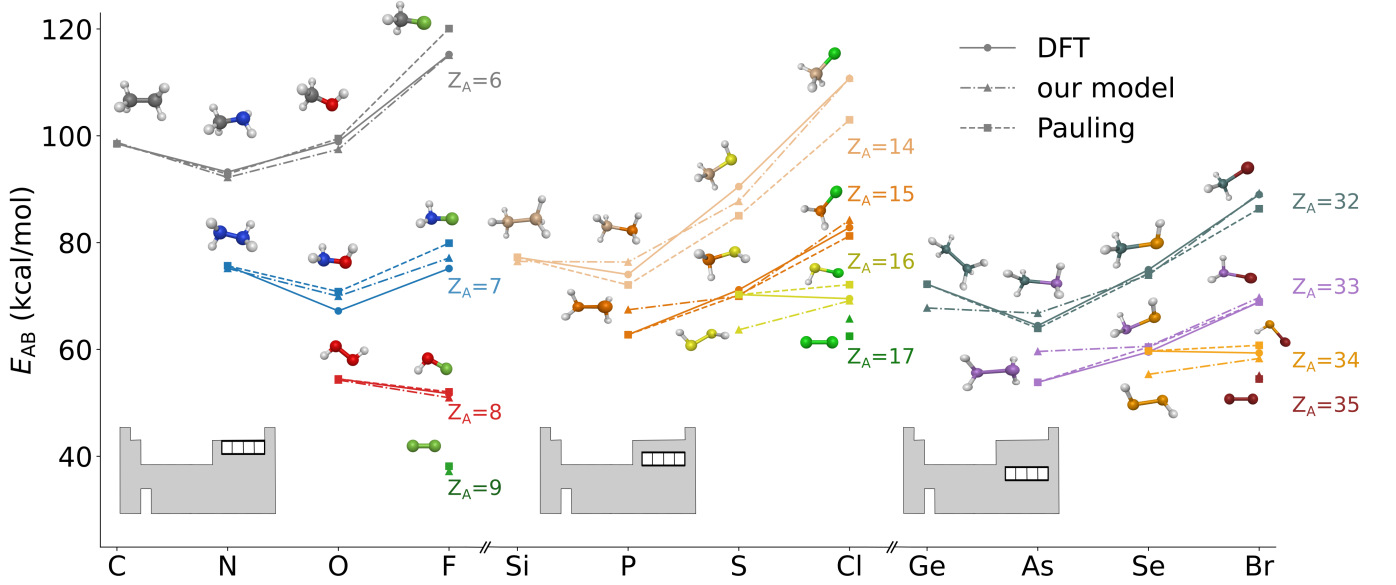 120
100
80
60
40
E_AB (kcal/mol)
DFT
our model
Pauling
Z_A=6
Z_A=7
Z_A=8
Z_A=9
Z_A=14
Z_A=15
Z_A=16
Z_A=17
Z_A=32
Z_A=33
Z_A=34
Z_A=35
C N O F Si P S Cl Ge As Se Br